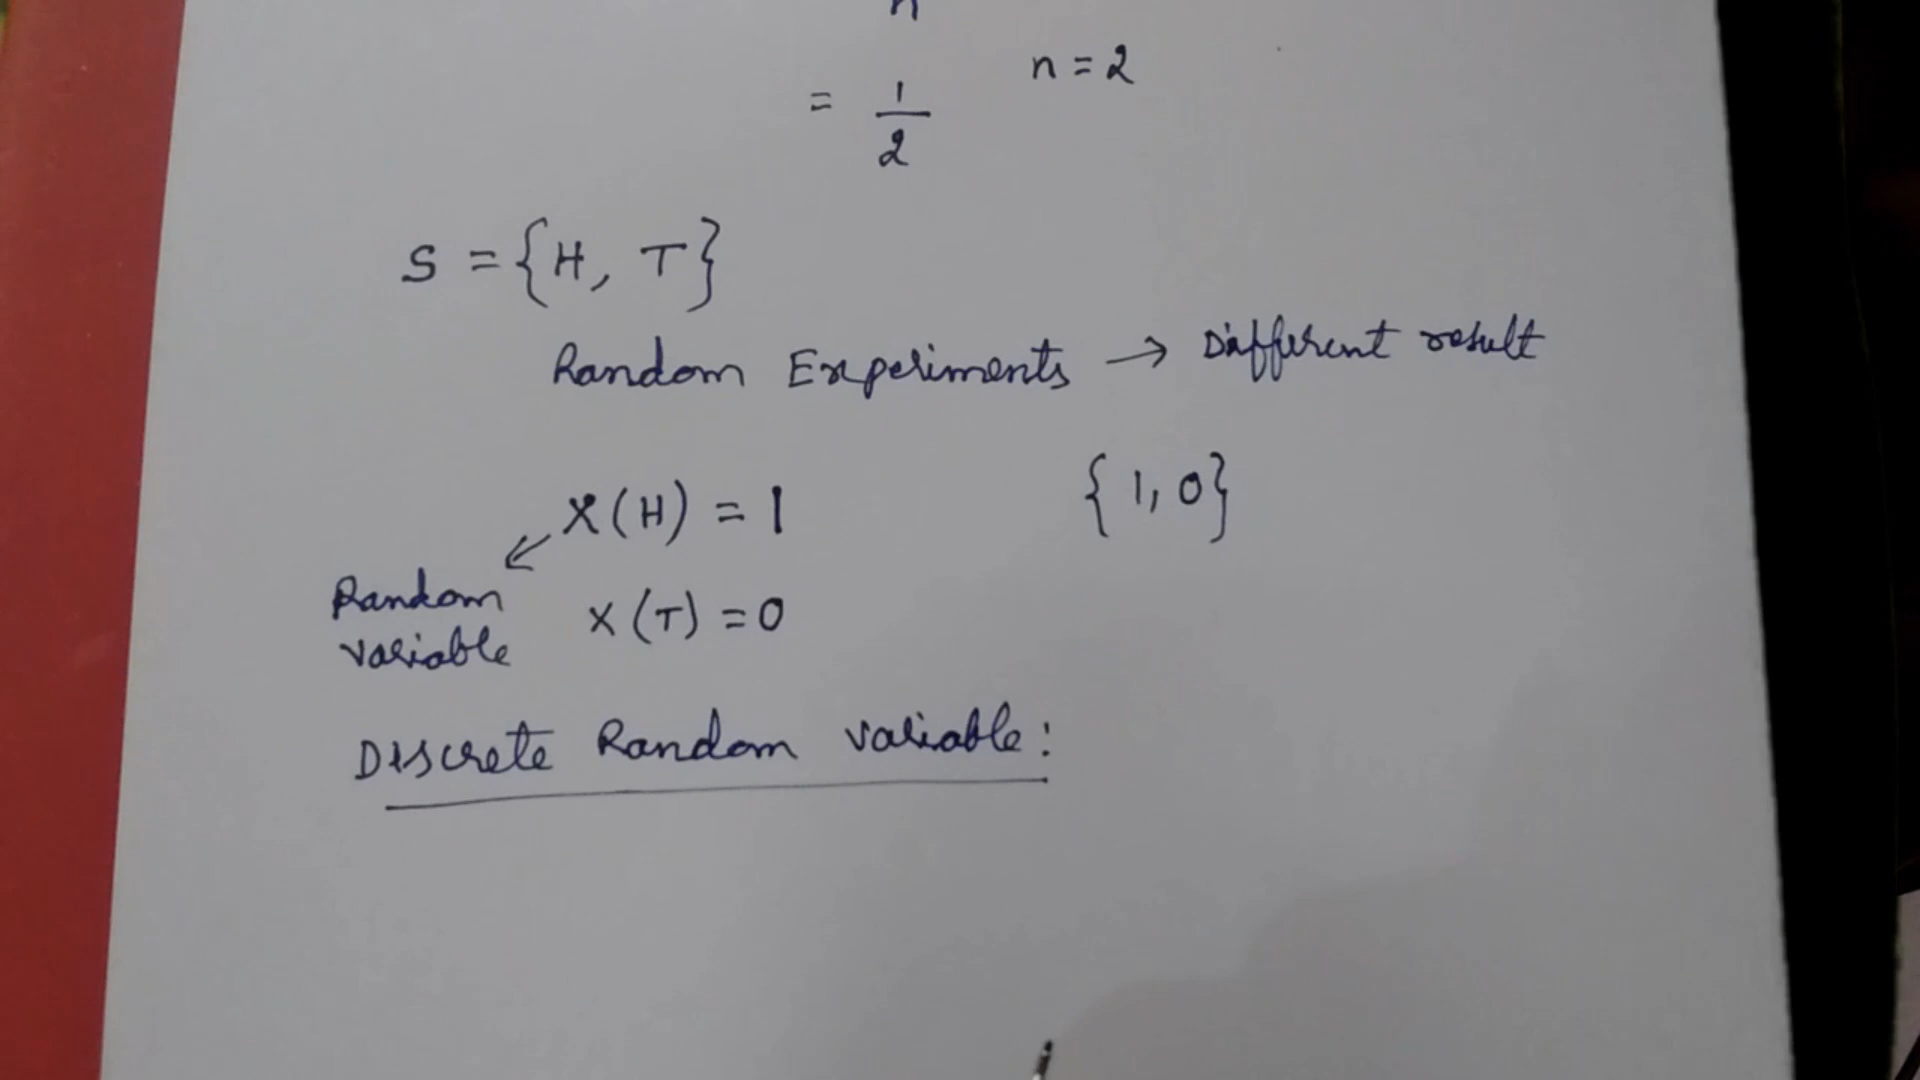 n
= 1/2 n = 2
S = {H, T}
Random Experiments → Different result
X(H) = 1 {1, 0}
Random variable
X(T) = 0
Discrete Random variable: